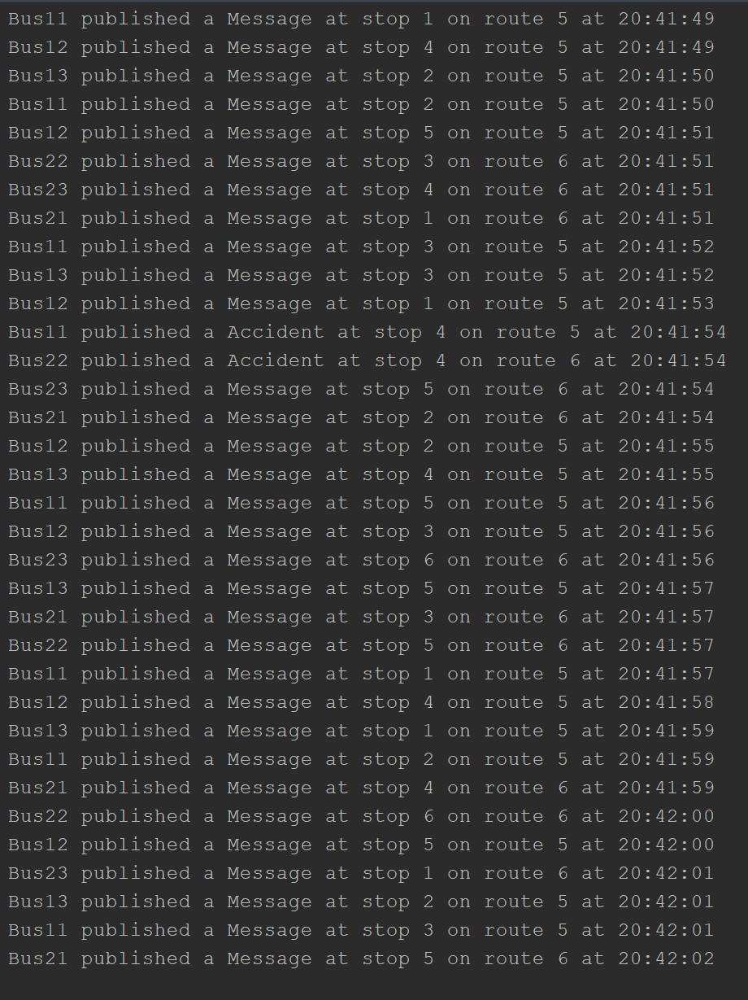 Bus11 published a Message at stop 1 on route 5 at 20:41:49
Bus12 published a Message at stop 4 on route 5 at 20:41:49
Bus13 published a Message at stop 2 on route 5 at 20:41:50
Bus11 published a Message at stop 2 on route 5 at 20:41:50
Bus12 published a Message at stop 5 on route 5 at 20:41:51
Bus22 published a Message at stop 3 on route 6 at 20:41:51
Bus23 published a Message at stop 4 on route 6 at 20:41:51
Bus21 published a Message at stop 1 on route 6 at 20:41:51
Bus11 published a Message at stop 3 on route 5 at 20:41:52
Bus13 published a Message at stop 3 on route 5 at 20:41:52
Bus12 published a Message at stop 1 on route 5 at 20:41:53
Bus11 published a Accident at stop 4 on route 5 at 20:41:54
Bus22 published a Accident at stop 4 on route 6 at 20:41:54
Bus23 published a Message at stop 5 on route 6 at 20:41:54
Bus21 published a Message at stop 2 on route 6 at 20:41:54
Bus12 published a Message at stop 2 on route 5 at 20:41:55
Bus13 published a Message at stop 4 on route 5 at 20:41:55
Bus11 published a Message at stop 5 on route 5 at 20:41:56
Bus12 published a Message at stop 3 on route 5 at 20:41:56
Bus23 published a Message at stop 6 on route 6 at 20:41:56
Bus13 published a Message at stop 5 on route 5 at 20:41:57
Bus21 published a Message at stop 3 on route 6 at 20:41:57
Bus22 published a Message at stop 5 on route 6 at 20:41:57
Bus11 published a Message at stop 1 on route 5 at 20:41:57
Bus12 published a Message at stop 4 on route 5 at 20:41:58
Bus13 published a Message at stop 1 on route 5 at 20:41:59
Bus11 published a Message at stop 2 on route 5 at 20:41:59
Bus21 published a Message at stop 4 on route 6 at 20:41:59
Bus22 published a Message at stop 6 on route 6 at 20:42:00
Bus12 published a Message at stop 5 on route 5 at 20:42:00
Bus23 published a Message at stop 1 on route 6 at 20:42:01
Bus13 published a Message at stop 2 on route 5 at 20:42:01
Bus11 published a Message at stop 3 on route 5 at 20:42:01
Bus21 published a Message at stop 5 on route 6 at 20:42:02